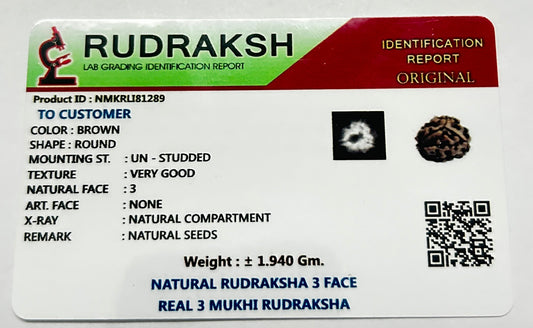 RUDRAKSH
LAB GRADING IDENTIFICATION REPORT
IDENTIFICATION
REPORT
ORIGINAL
Product ID : NMKRLI81289
TO CUSTOMER
COLOR : BROWN
SHAPE : ROUND
MOUNTING ST. : UN - STUDDED
TEXTURE : VERY GOOD
NATURAL FACE : 3
ART. FACE : NONE
X-RAY : NATURAL COMPARTMENT
REMARK : NATURAL SEEDS
Weight : ± 1.940 Gm.
NATURAL RUDRAKSHA 3 FACE
REAL 3 MUKHI RUDRAKSHA